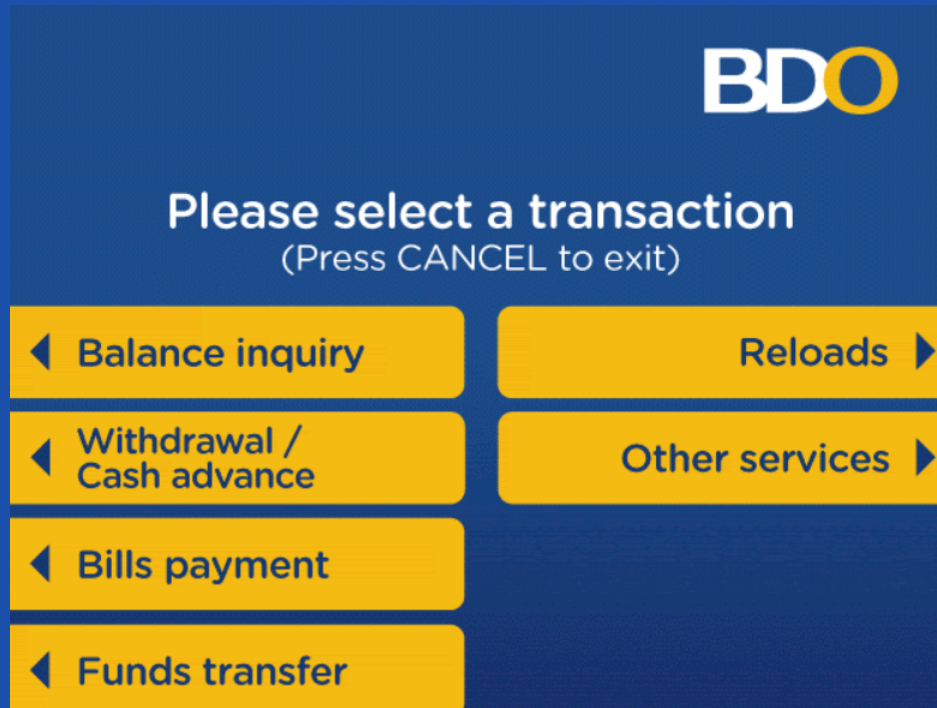 BDO
Please select a transaction
(Press CANCEL to exit)
Balance inquiry
Reloads
Withdrawal /
Cash advance
Other services
Bills payment
Funds transfer